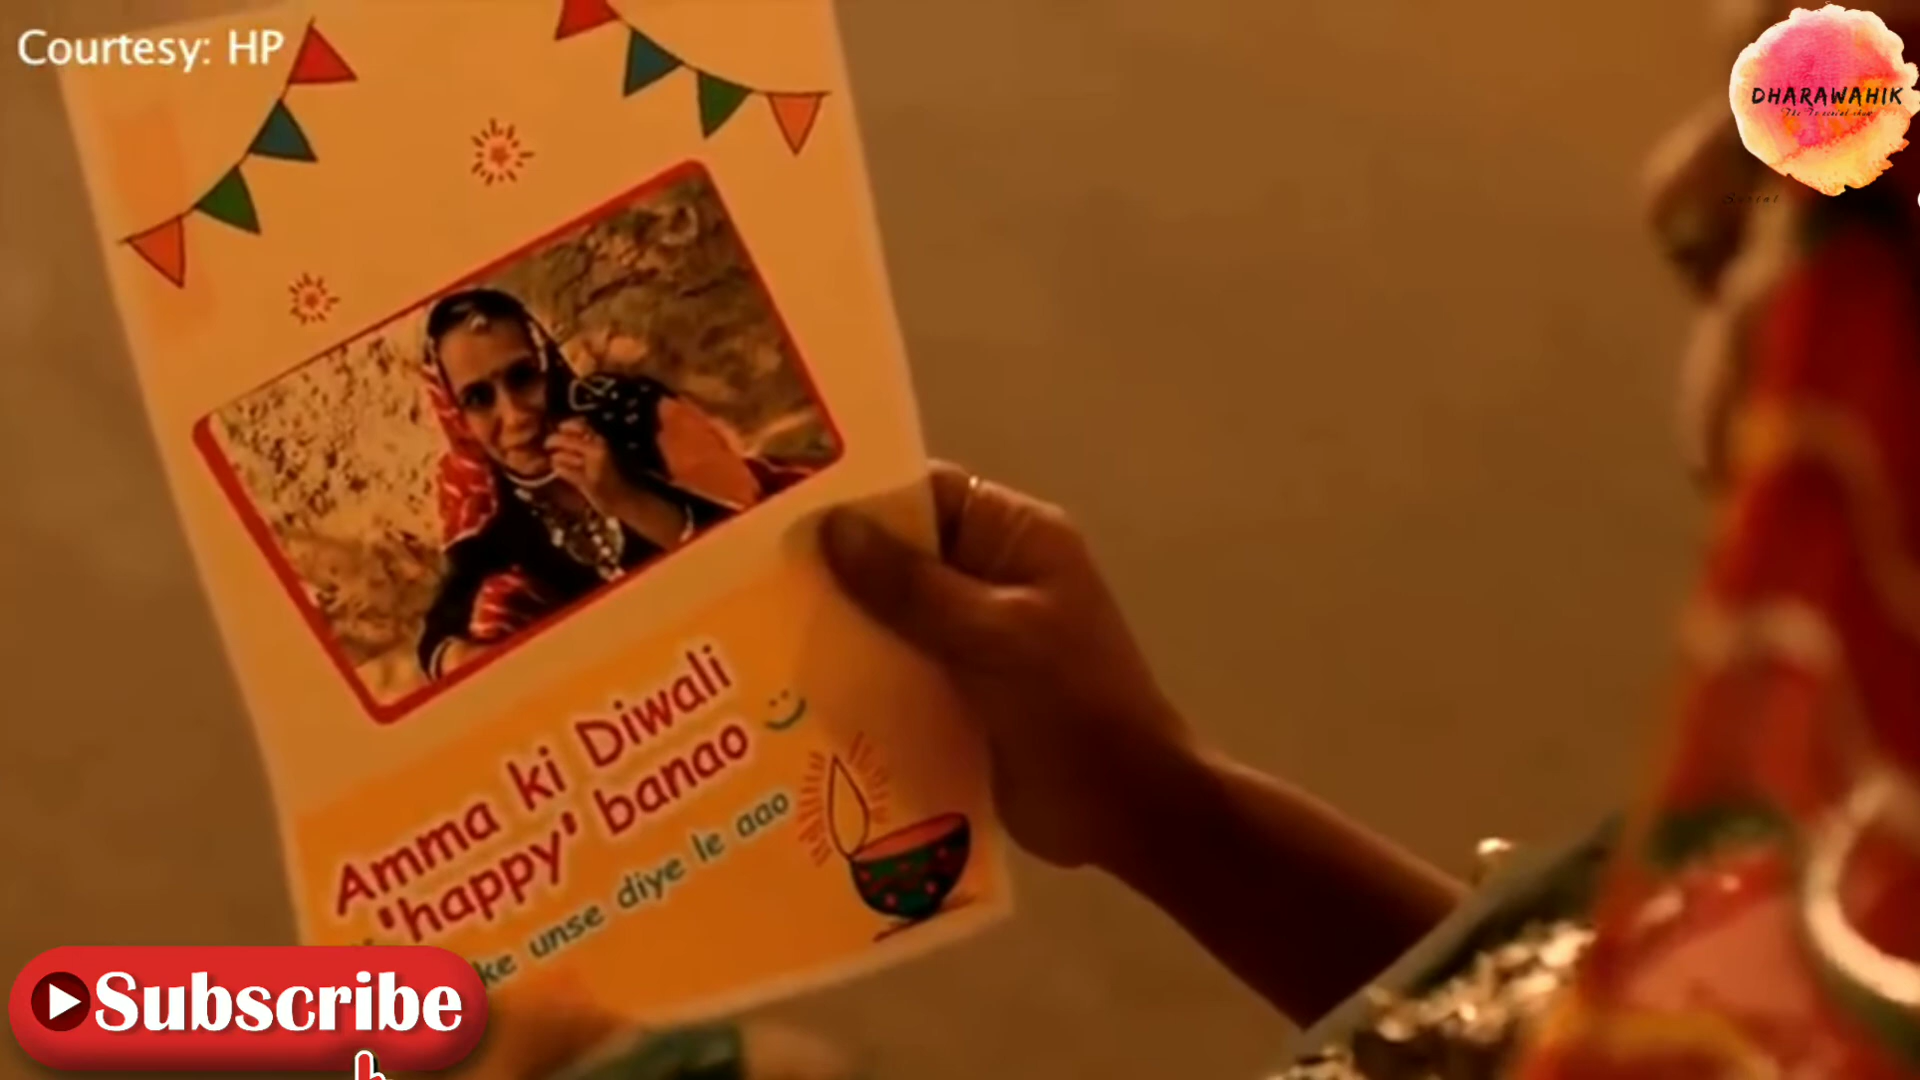 Courtesy: HP
DHARAWAHIK
Amma ki Diwali
'happy' banao
ke unse diye le aao
Subscribe